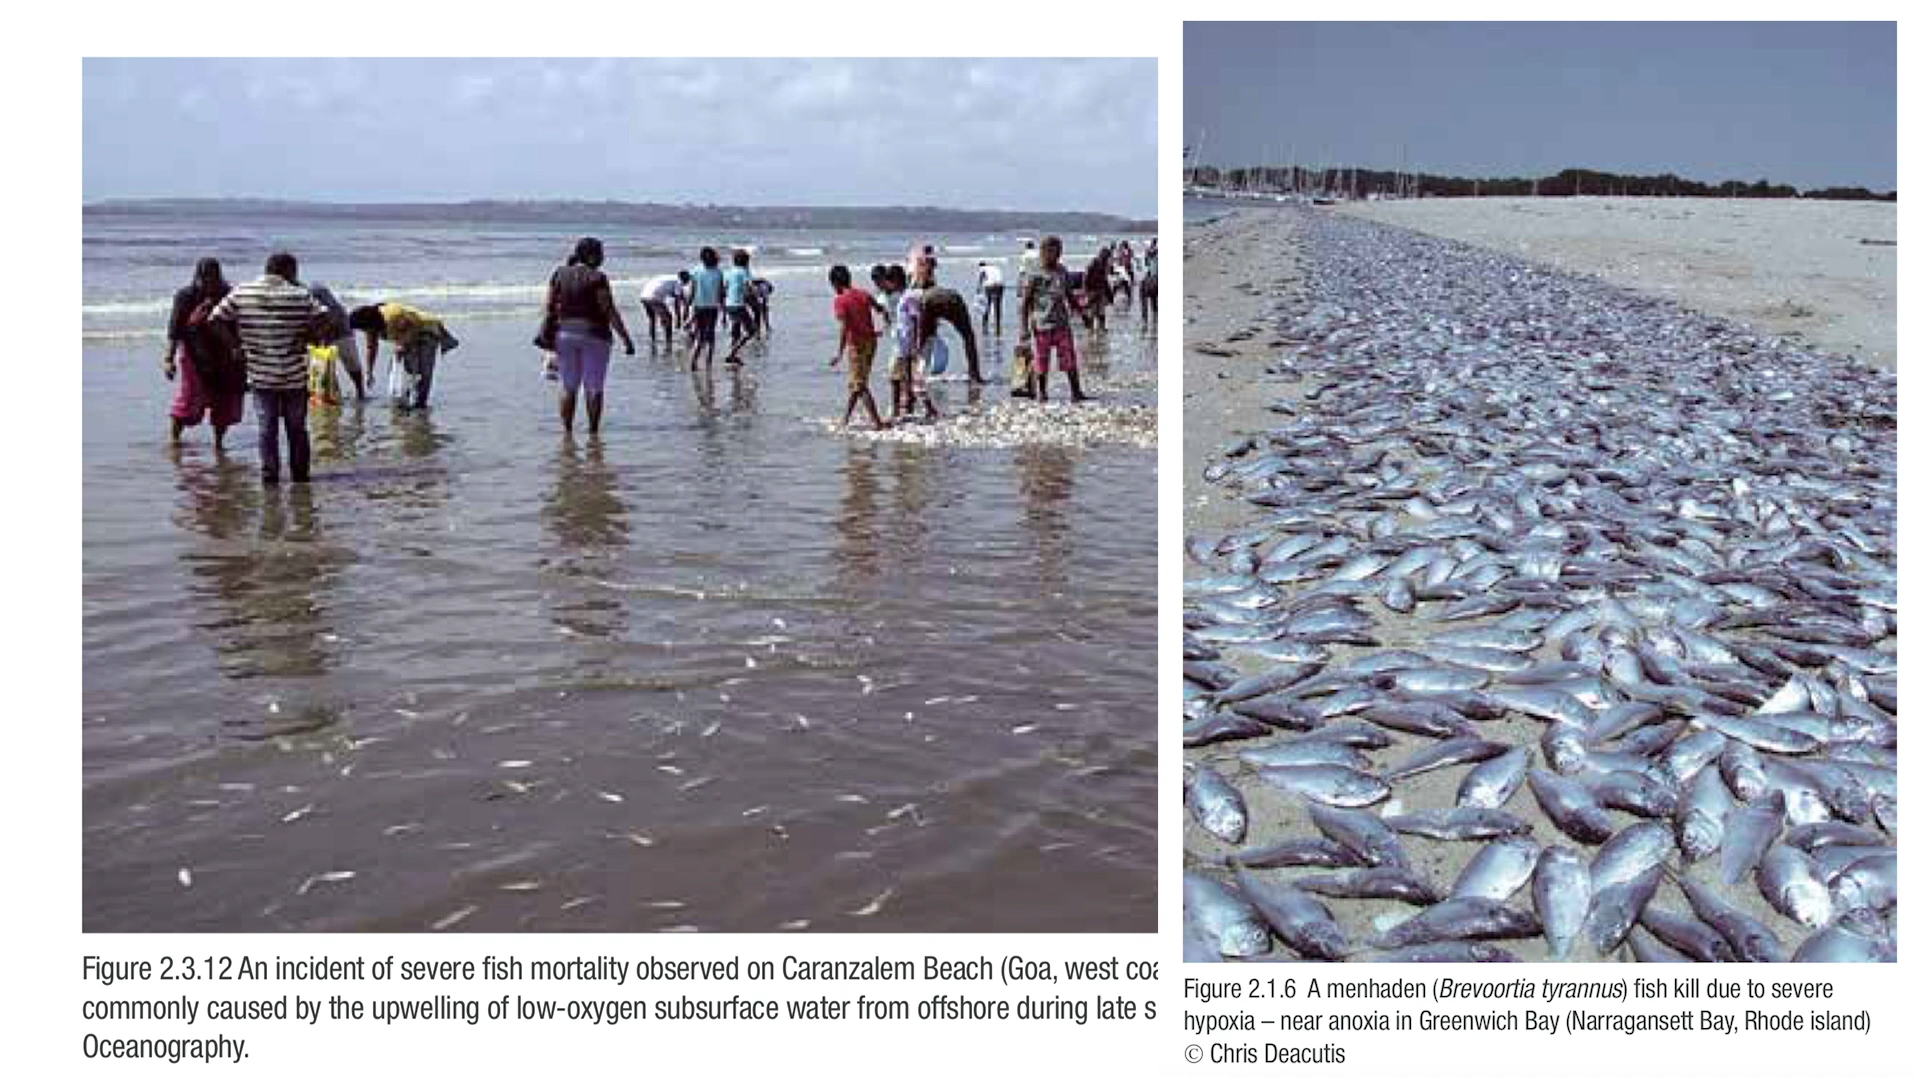 Figure 2.3.12 An incident of severe fish mortality observed on Caranzalem Beach (Goa, west
commonly caused by the upwelling of low-oxygen subsurface water from offshore during late
Oceanography.
Figure 2.1.6 A menhaden (Brevoortia tyrannus) fish kill due to severe
hypoxia – near anoxia in Greenwich Bay (Narragansett Bay, Rhode island)
© Chris Deacutis